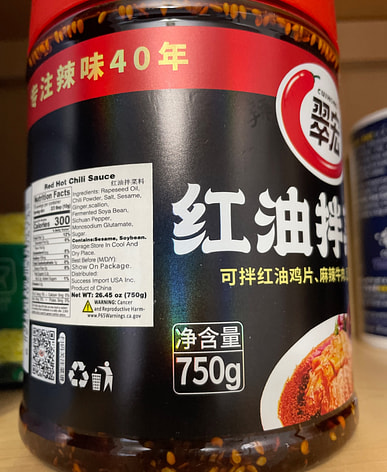 专注辣味40年
翠宏
红油拌
可拌红油鸡片、麻辣牛肉
净含量
750g
Red Hot Chili Sauce 红油拌菜料
Nutrition Facts
Calories 300
Ingredients: Rapeseed Oil,
Chili Powder, Salt, Sesame,
Ginger,scallion,
Fermented Soya Bean,
Sichuan Pepper,
Monosodium Glutamate,
Sugar
Contains:Sesame, Soybean.
Storage:Store In Cool And
Dry Place.
Best Before (M/D/Y):
Show On Package.
Distributed:
Success Import USA Inc.
Product of China
Net WT: 26.45 oz (750g)
WARNING: Cancer
and Reproductive Harm-
www.P65Warnings.ca.gov